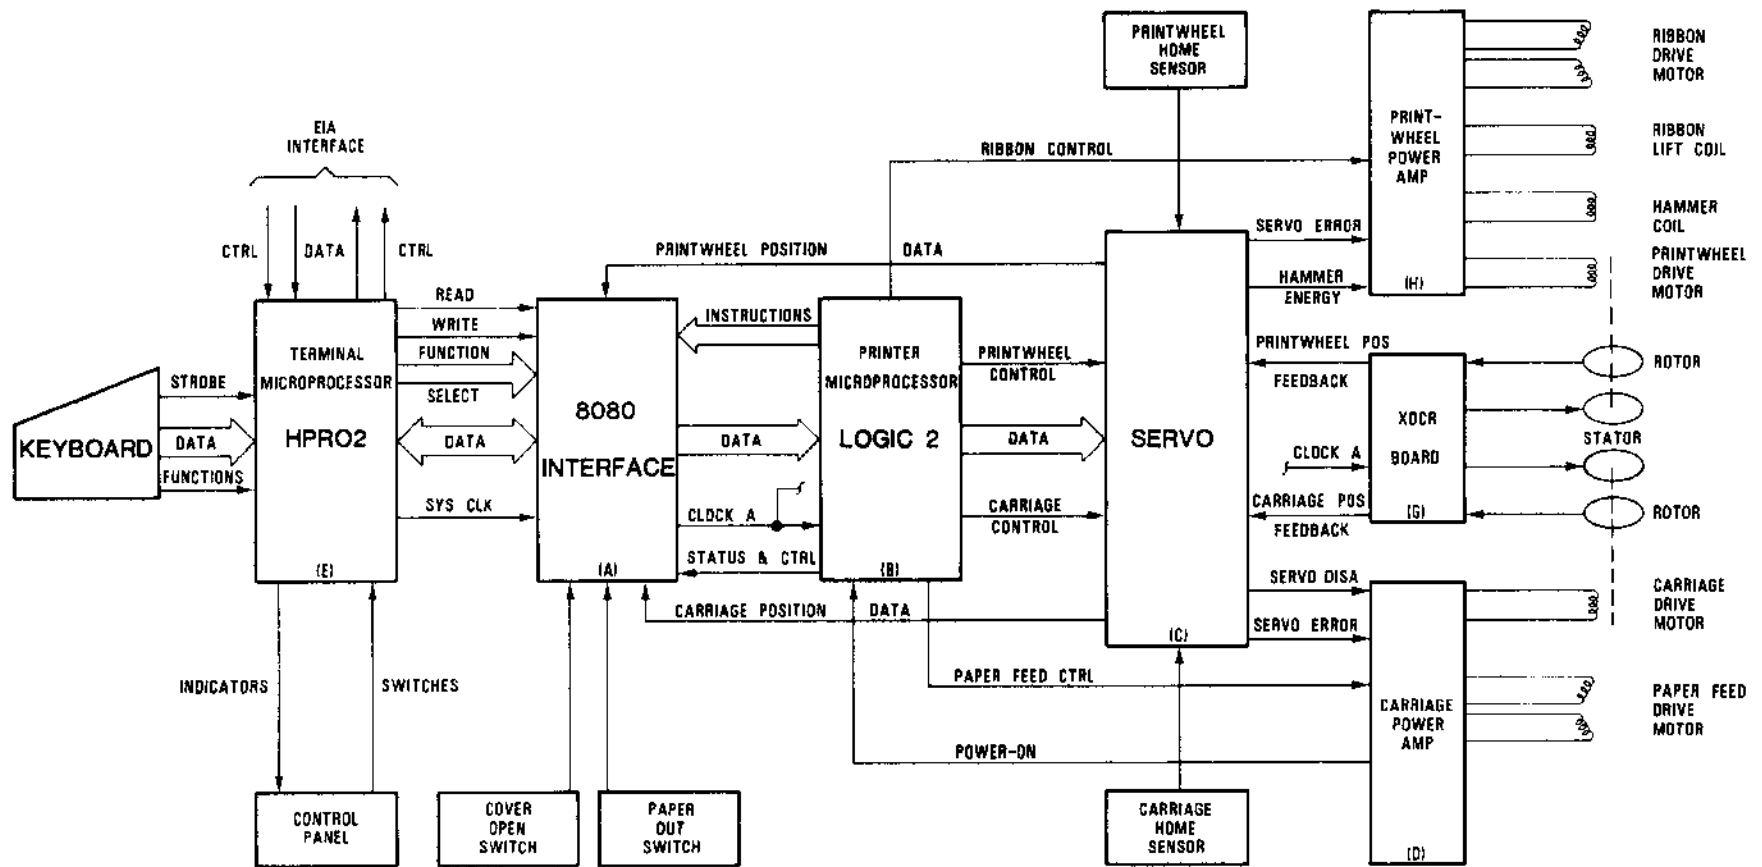 PRINTWHEEL
HOME
SENSOR
RIBBON
DRIVE
MOTOR
EIA
INTERFACE
PRINT-
WHEEL
POWER
AMP
(H)
RIBBON
LIFT COIL
RIBBON CONTROL
HAMMER
COIL
CTRL
DATA
CTRL
PRINTWHEEL POSITION DATA
SERVO ERROR
HAMMER
ENERGY
PRINTWHEEL
DRIVE
MOTOR
READ
WRITE
FUNCTION
SELECT
INSTRUCTIONS
PRINTWHEEL
CONTROL
PRINTWHEEL POS
FEEDBACK
ROTOR
STROBE
DATA
FUNCTIONS
KEYBOARD
TERMINAL
MICROPROCESSOR
HPRO2
(E)
DATA
SYS CLK
8080
INTERFACE
(A)
DATA
CLOCK A
STATUS & CTRL
PRINTER
MICROPROCESSOR
LOGIC 2
(B)
DATA
CARRIAGE
CONTROL
SERVO
(C)
CLOCK A
XDCR
BOARD
(G)
STATOR
CARRIAGE POS
FEEDBACK
ROTOR
CARRIAGE POSITION DATA
SERVO DISA
SERVO ERROR
CARRIAGE
DRIVE
MOTOR
INDICATORS
SWITCHES
PAPER FEED CTRL
POWER-ON
CARRIAGE
POWER
AMP
(D)
PAPER FEED
DRIVE
MOTOR
CONTROL
PANEL
COVER
OPEN
SWITCH
PAPER
OUT
SWITCH
CARRIAGE
HOME
SENSOR